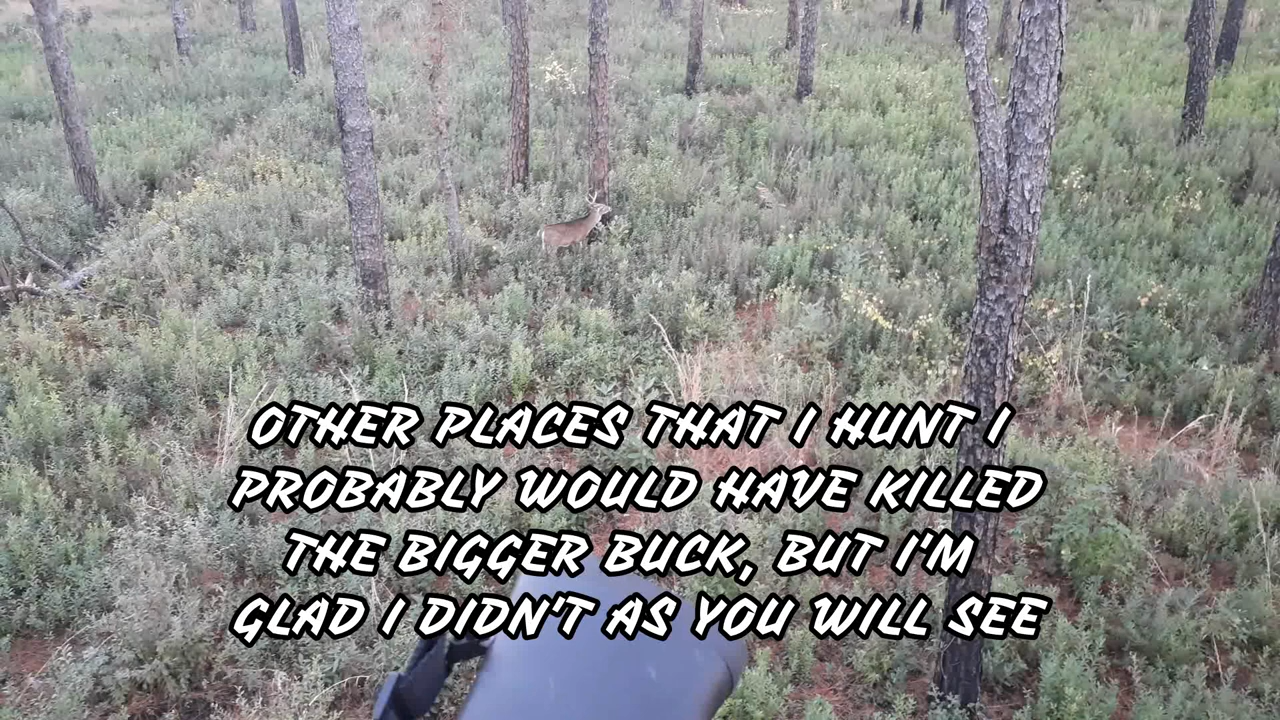 OTHER PLACES THAT I HUNT I
PROBABLY WOULD HAVE KILLED
THE BIGGER BUCK, BUT I'M
GLAD I DIDN'T AS YOU WILL SEE